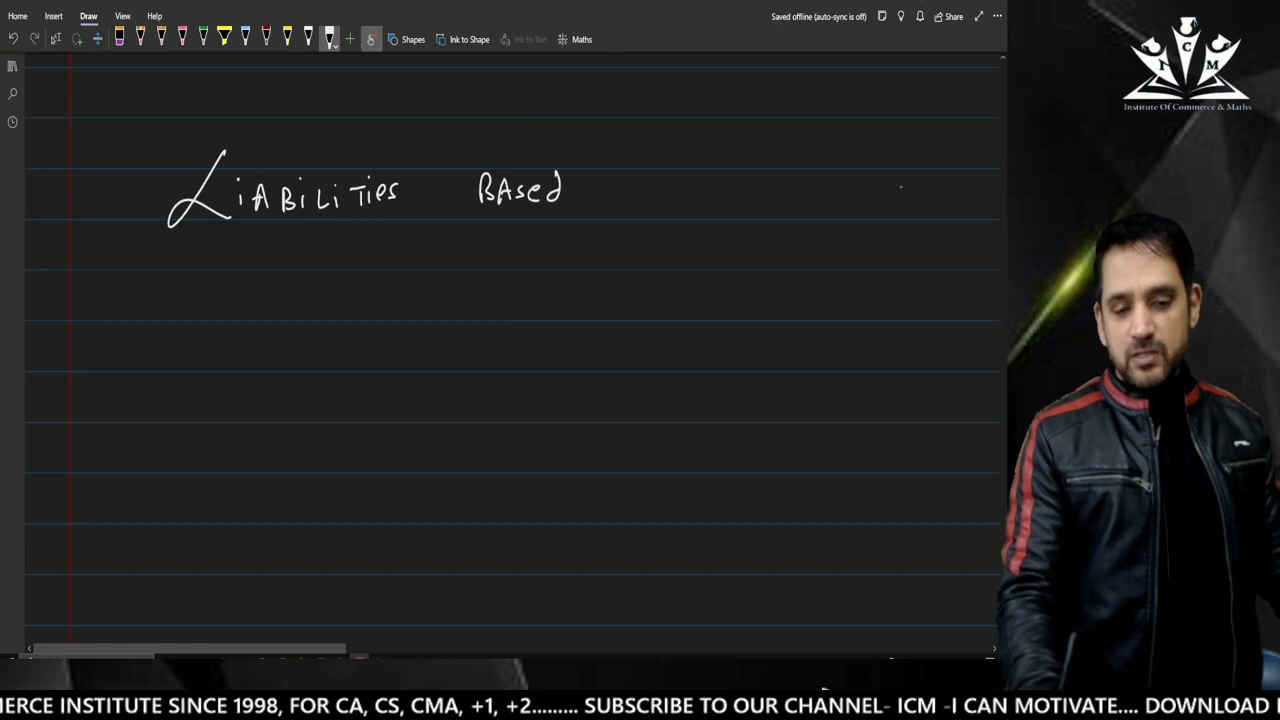 Home Insert Draw View Help
Saved offline (auto-sync is off) Share
Shapes Ink to Shape Ink to Text Maths
I C M
Institute Of Commerce & Maths
LiABiLiTies BAsed
MERCE INSTITUTE SINCE 1998, FOR CA, CS, CMA, +1, +2......... SUBSCRIBE TO OUR CHANNEL- ICM -I CAN MOTIVATE.... DOWNLOAD